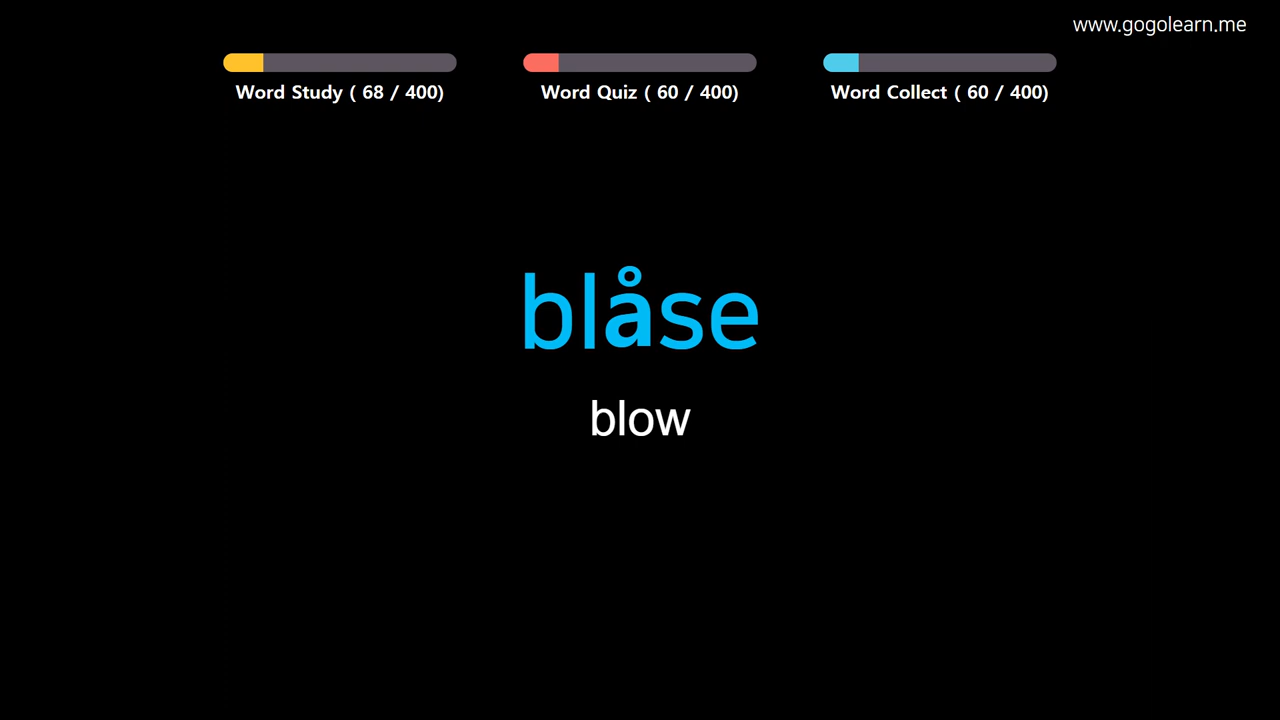 www.gogolearn.me
Word Study ( 68 / 400)
Word Quiz ( 60 / 400)
Word Collect ( 60 / 400)
blåse
blow